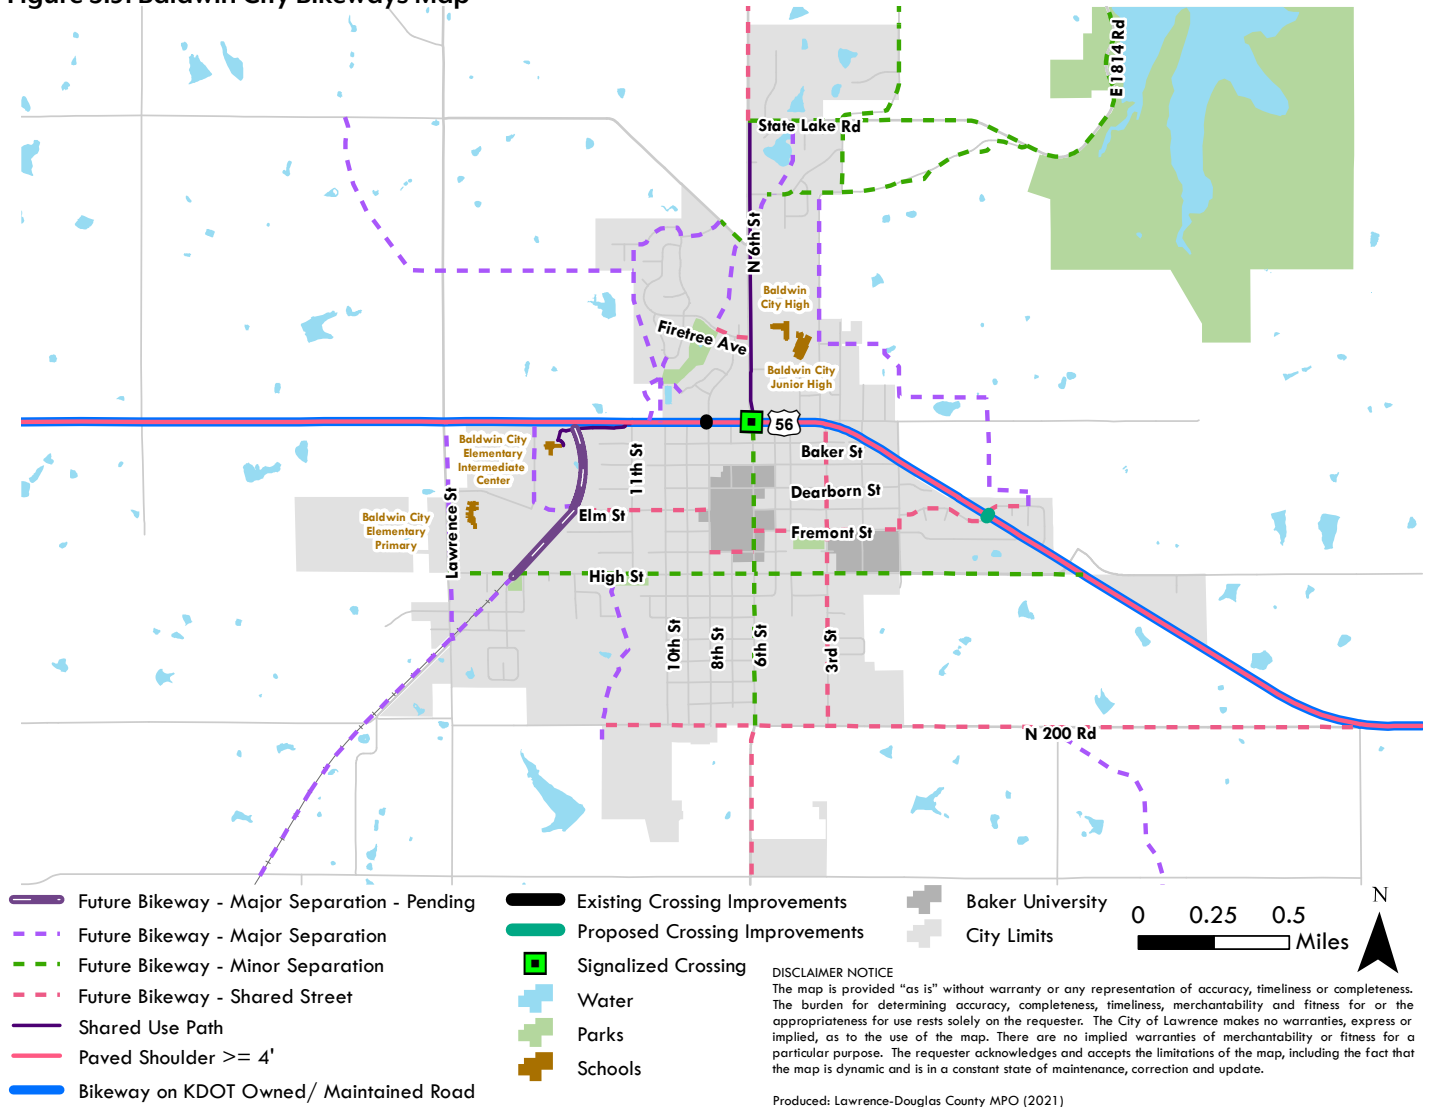 Figure 5.5: Baldwin City Bikeways Map
E 1814 Rd
State Lake Rd
N 6th St
Baldwin
City High
Firetree Ave
Baldwin City
Junior High
56
Baldwin City
Elementary
Intermediate
Center
11th St
Baker St
Dearborn St
Lawrence St
Baldwin City
Elementary
Primary
Elm St
Fremont St
High St
10th St
8th St
6th St
3rd St
N 200 Rd
Future Bikeway - Major Separation - Pending
Future Bikeway - Major Separation
Future Bikeway - Minor Separation
Future Bikeway - Shared Street
Shared Use Path
Paved Shoulder >= 4'
Bikeway on KDOT Owned/ Maintained Road
Existing Crossing Improvements
Proposed Crossing Improvements
Signalized Crossing
Water
Parks
Schools
Baker University
City Limits
0 0.25 0.5
Miles
N
DISCLAIMER NOTICE
The map is provided “as is” without warranty or any representation of accuracy, timeliness or completeness.
The burden for determining accuracy, completeness, timeliness, merchantability and fitness for or the
appropriateness for use rests solely on the requester. The City of Lawrence makes no warranties, express or
implied, as to the use of the map. There are no implied warranties of merchantability or fitness for a
particular purpose. The requester acknowledges and accepts the limitations of the map, including the fact that
the map is dynamic and is in a constant state of maintenance, correction and update.
Produced: Lawrence-Douglas County MPO (2021)